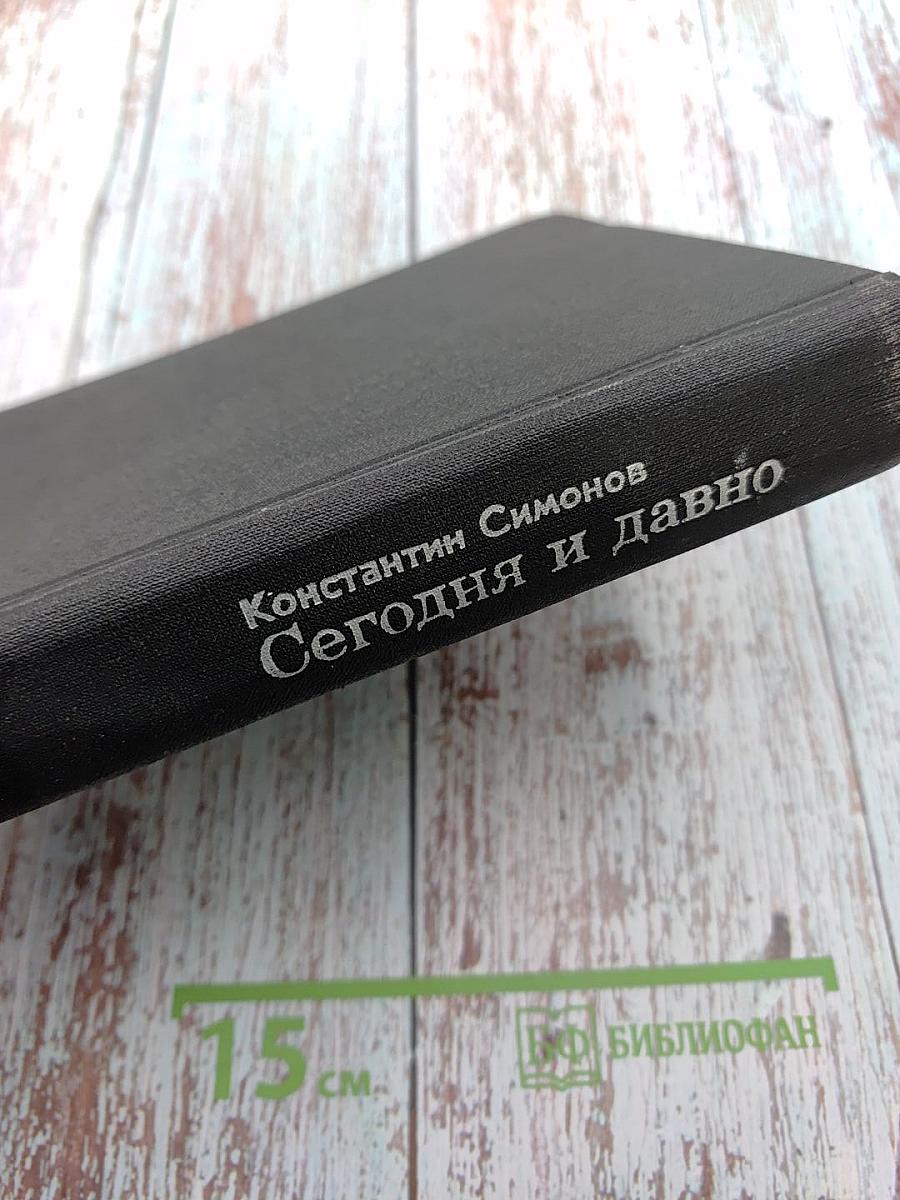 Константин Симонов
Сегодня и давно
15 см
БФ БИБЛИОФАН